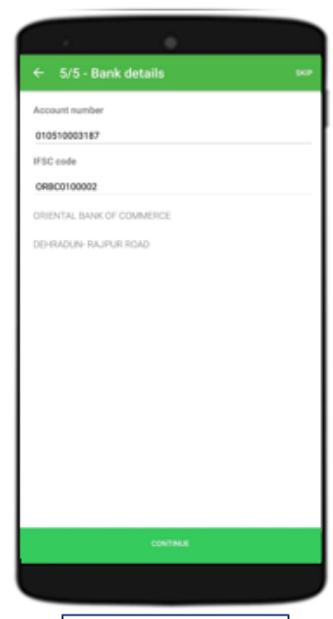 5/5 - Bank details
SKIP
Account number
010510003187
IFSC code
ORBC0100002
ORIENTAL BANK OF COMMERCE
DEHRADUN- RAJPUR ROAD
CONTINUE